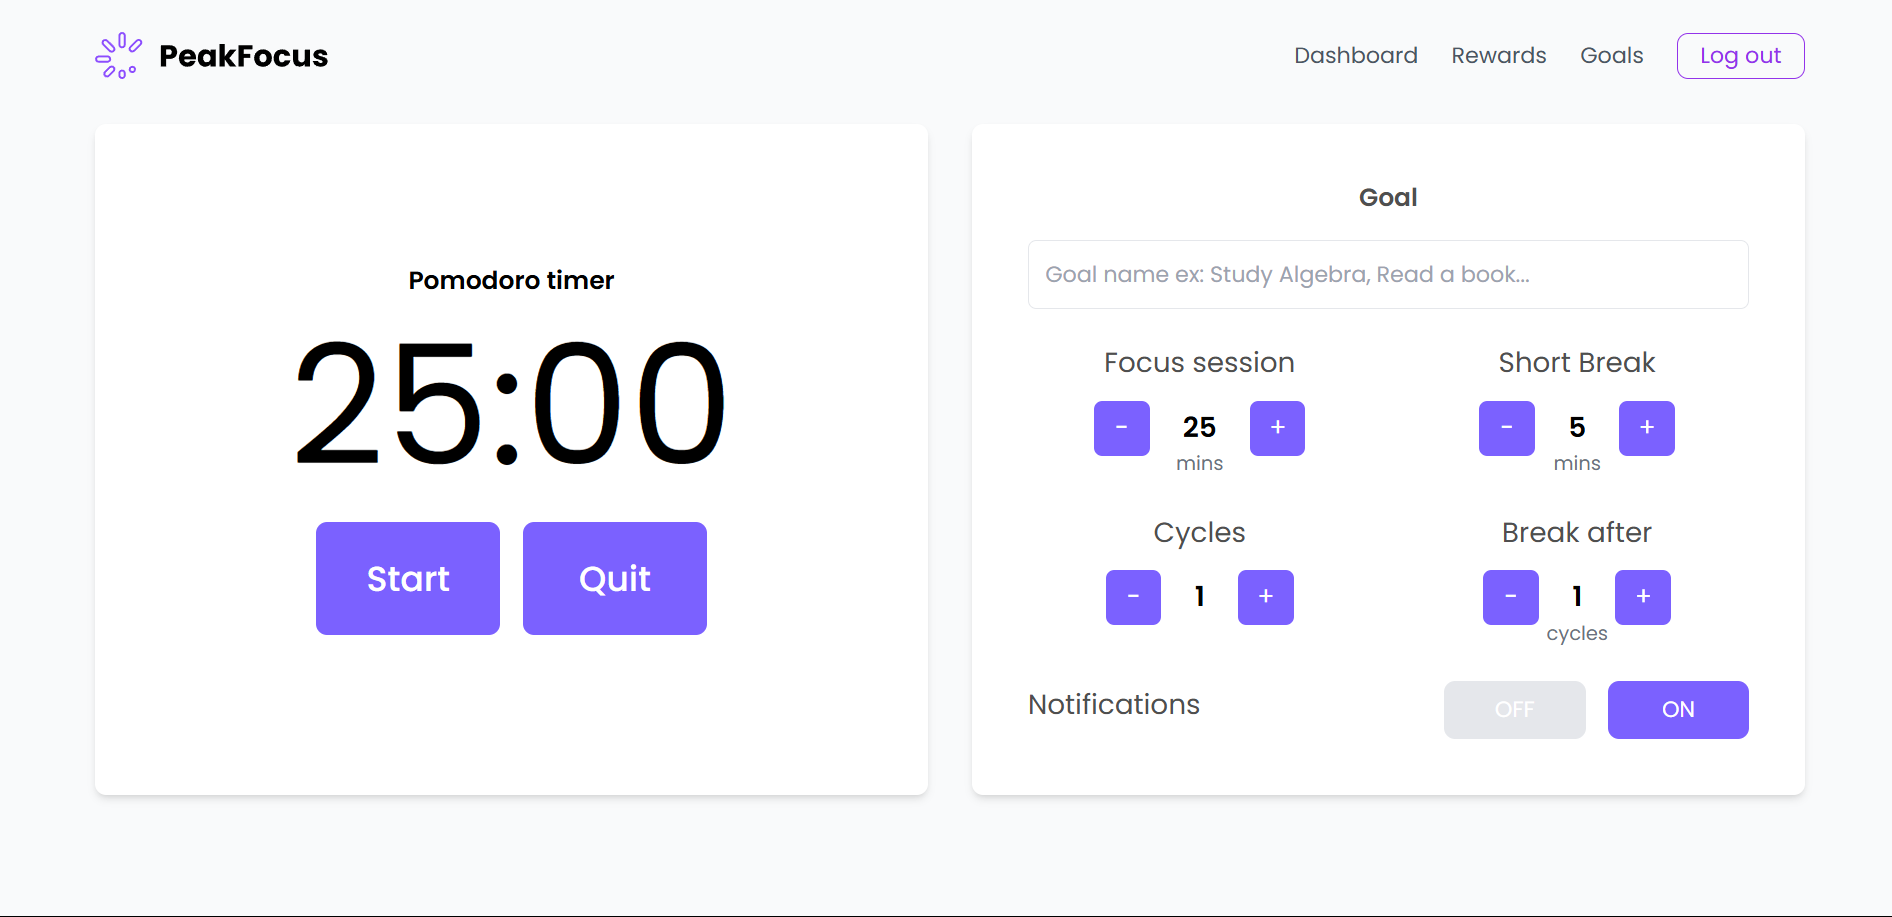 PeakFocus
Dashboard Rewards Goals Log out
Pomodoro timer
25:00
Start Quit
Goal
Goal name ex: Study Algebra, Read a book...
Focus session
- 25 +
mins
Short Break
- 5 +
mins
Cycles
- 1 +
Break after
- 1 +
cycles
Notifications OFF ON